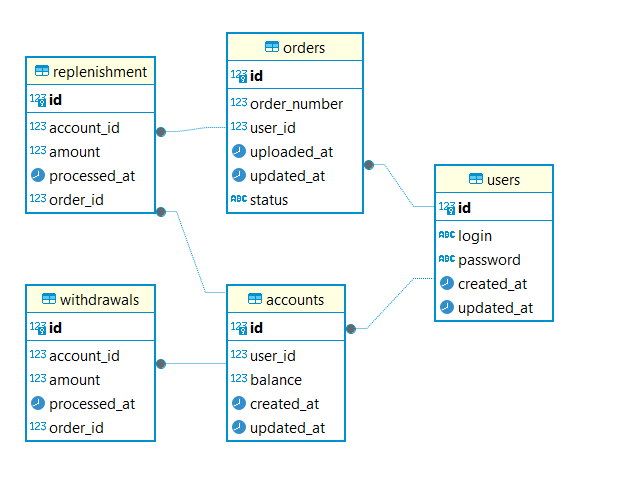 replenishment
123 id
123 account_id
123 amount
processed_at
123 order_id
orders
123 id
123 order_number
123 user_id
uploaded_at
updated_at
ABC status
users
123 id
ABC login
ABC password
created_at
updated_at
withdrawals
123 id
123 account_id
123 amount
processed_at
123 order_id
accounts
123 id
123 user_id
123 balance
created_at
updated_at